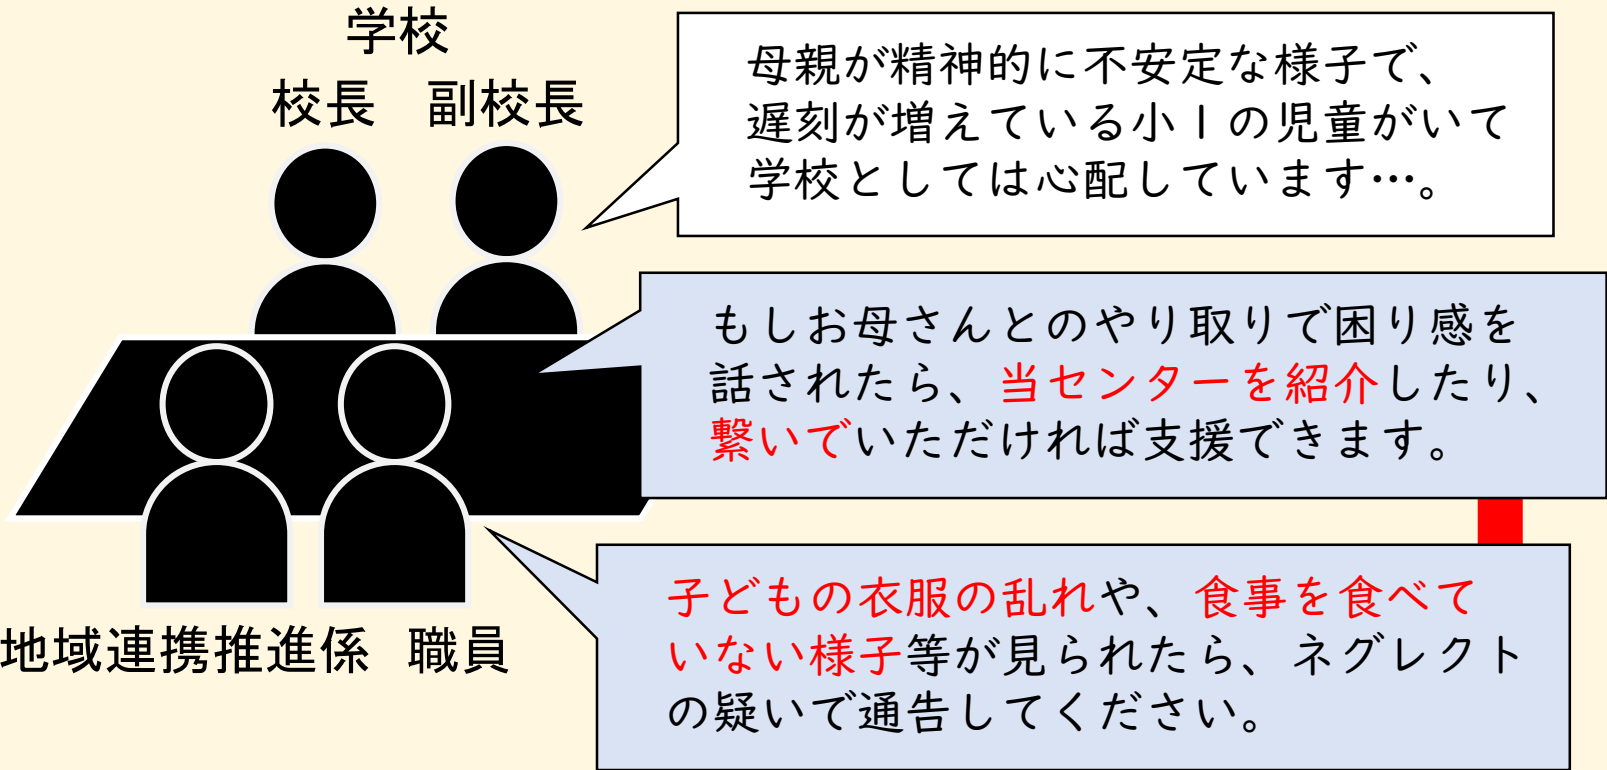 学校
校長　副校長
母親が精神的に不安定な様子で、
遅刻が増えている小１の児童がいて
学校としては心配しています…。
もしお母さんとのやり取りで困り感を
話されたら、当センターを紹介したり、
繋いでいただければ支援できます。
子どもの衣服の乱れや、食事を食べて
いない様子等が見られたら、ネグレクト
の疑いで通告してください。
地域連携推進係　職員